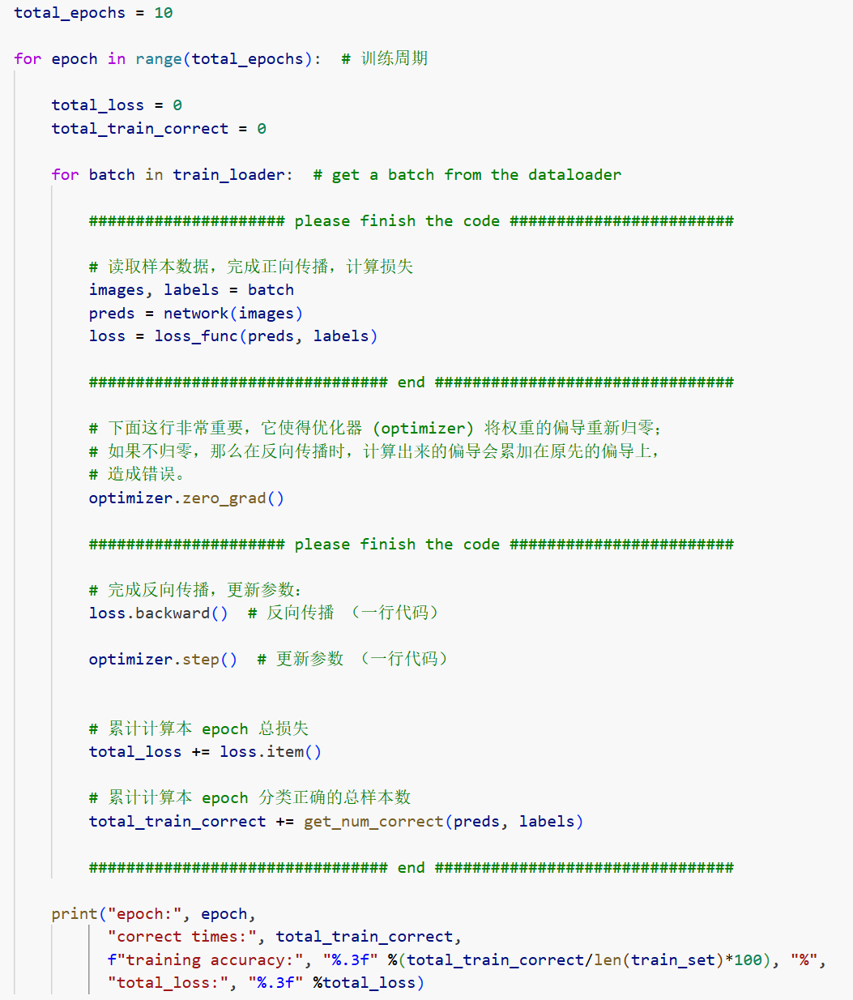 total_epochs = 10
for epoch in range(total_epochs):  # 训练周期
    total_loss = 0
    total_train_correct = 0
    for batch in train_loader:  # get a batch from the dataloader
        ##################### please finish the code ########################
        # 读取样本数据，完成正向传播，计算损失
        images, labels = batch
        preds = network(images)
        loss = loss_func(preds, labels)
        ################################ end ################################
        # 下面这行非常重要，它使得优化器 (optimizer) 将权重的偏导重新归零；
        # 如果不归零，那么在反向传播时，计算出来的偏导会累加在原先的偏导上，
        # 造成错误。
        optimizer.zero_grad()
        ##################### please finish the code ########################
        # 完成反向传播，更新参数：
        loss.backward()  # 反向传播 （一行代码）
        optimizer.step()  # 更新参数 （一行代码）
        # 累计计算本 epoch 总损失
        total_loss += loss.item()
        # 累计计算本 epoch 分类正确的总样本数
        total_train_correct += get_num_correct(preds, labels)
        ################################ end ################################
    print("epoch:", epoch,
          "correct times:", total_train_correct,
          f"training accuracy:", "%.3f" %(total_train_correct/len(train_set)*100), "%",
          "total_loss:", "%.3f" %total_loss)